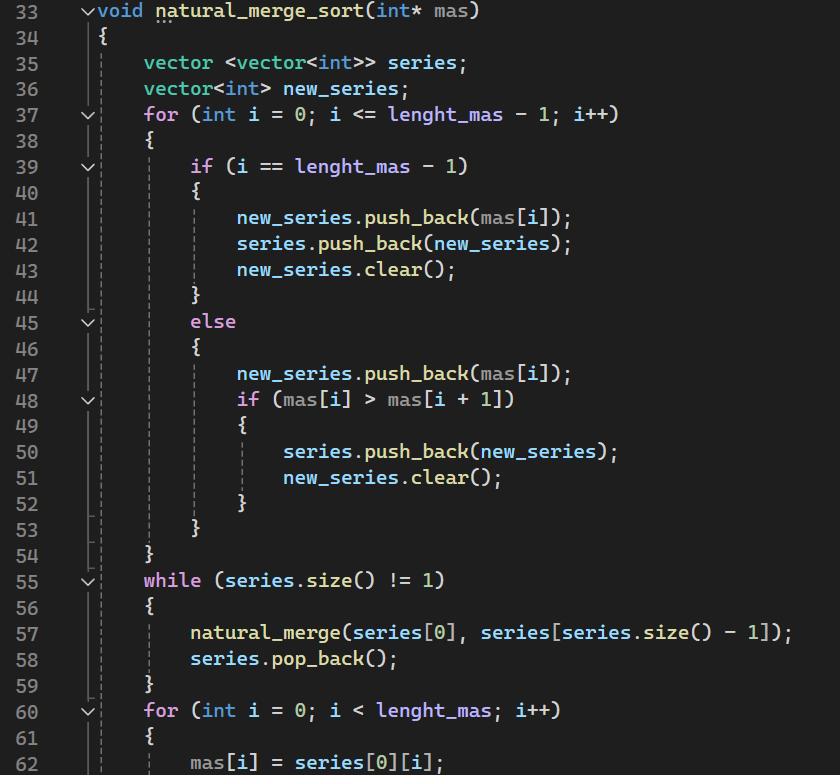 33 void natural_merge_sort(int* mas)
34 {
35 vector <vector<int>> series;
36 vector<int> new_series;
37 for (int i = 0; i <= lenght_mas - 1; i++)
38 {
39 if (i == lenght_mas - 1)
40 {
41 new_series.push_back(mas[i]);
42 series.push_back(new_series);
43 new_series.clear();
44 }
45 else
46 {
47 new_series.push_back(mas[i]);
48 if (mas[i] > mas[i + 1])
49 {
50 series.push_back(new_series);
51 new_series.clear();
52 }
53 }
54 }
55 while (series.size() != 1)
56 {
57 natural_merge(series[0], series[series.size() - 1]);
58 series.pop_back();
59 }
60 for (int i = 0; i < lenght_mas; i++)
61 {
62 mas[i] = series[0][i];